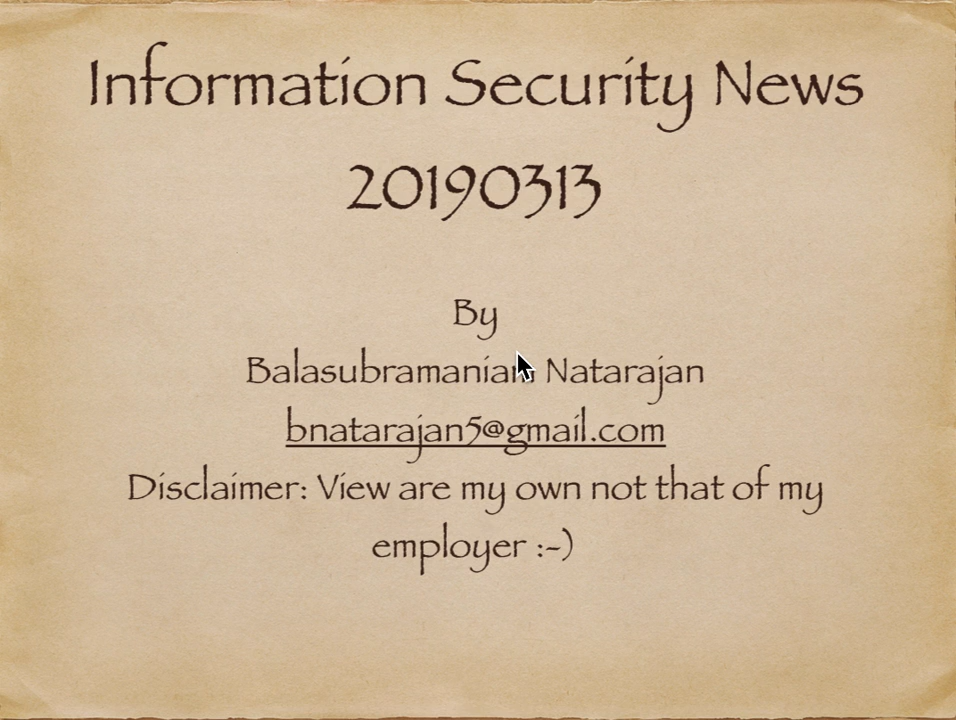 Information Security News
20190313
By
Balasubramanian Natarajan
bnatarajan5@gmail.com
Disclaimer: View are my own not that of my
employer :-)